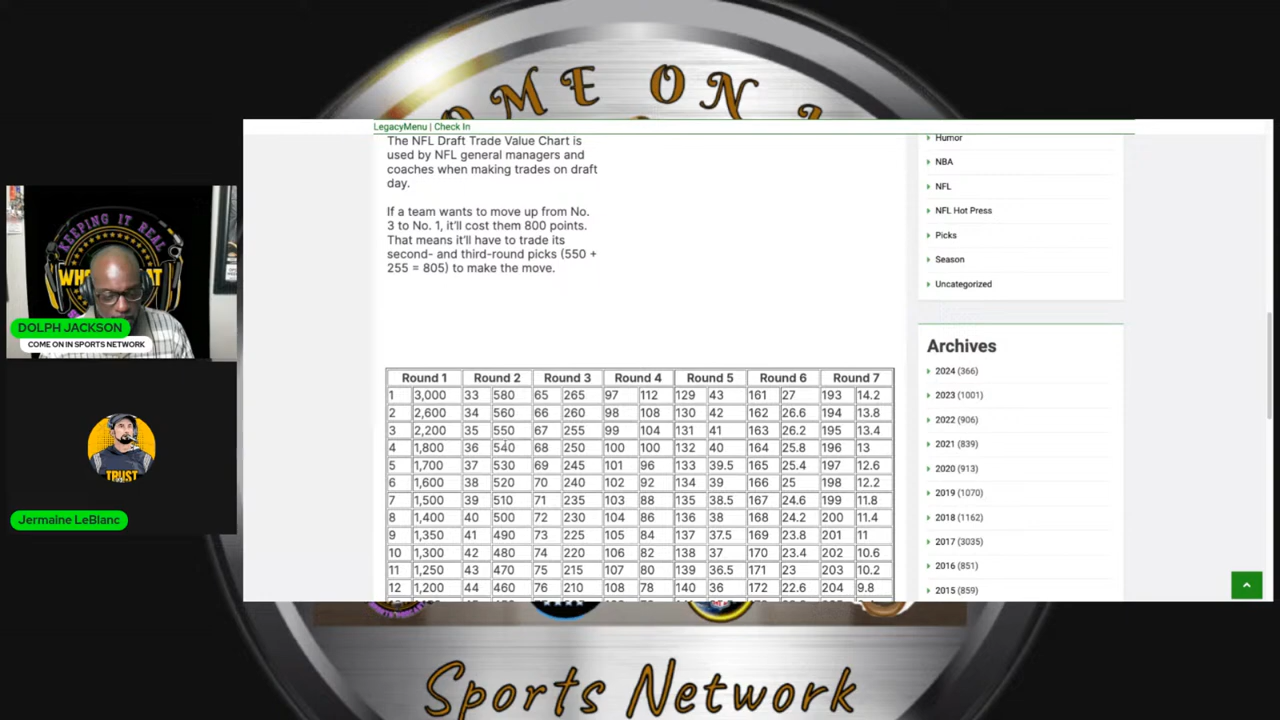 OME ON
LegacyMenu | Check In
The NFL Draft Trade Value Chart is
used by NFL general managers and
coaches when making trades on draft
day.
If a team wants to move up from No.
3 to No. 1, it'll cost them 800 points.
That means it'll have to trade its
second- and third-round picks (550 +
255 = 805) to make the move.
Humor
NBA
NFL
NFL Hot Press
Picks
Season
Uncategorized
Archives
2024 (366)
2023 (1001)
2022 (906)
2021 (839)
2020 (913)
2019 (1070)
2018 (1162)
2017 (3035)
2016 (851)
2015 (859)
Round 1 Round 2 Round 3 Round 4 Round 5 Round 6 Round 7
1 3,000 33 580 65 265 97 112 129 43 161 27 193 14.2
2 2,600 34 560 66 260 98 108 130 42 162 26.6 194 13.8
3 2,200 35 550 67 255 99 104 131 41 163 26.2 195 13.4
4 1,800 36 540 68 250 100 100 132 40 164 25.8 196 13
5 1,700 37 530 69 245 101 96 133 39.5 165 25.4 197 12.6
6 1,600 38 520 70 240 102 92 134 39 166 25 198 12.2
7 1,500 39 510 71 235 103 88 135 38.5 167 24.6 199 11.8
8 1,400 40 500 72 230 104 86 136 38 168 24.2 200 11.4
9 1,350 41 490 73 225 105 84 137 37.5 169 23.8 201 11
10 1,300 42 480 74 220 106 82 138 37 170 23.4 202 10.6
11 1,250 43 470 75 215 107 80 139 36.5 171 23 203 10.2
12 1,200 44 460 76 210 108 78 140 36 172 22.6 204 9.8
KEEPING IT REAL
DOLPH JACKSON
COME ON IN SPORTS NETWORK
TRUST
Jermaine LeBlanc
Sports Network